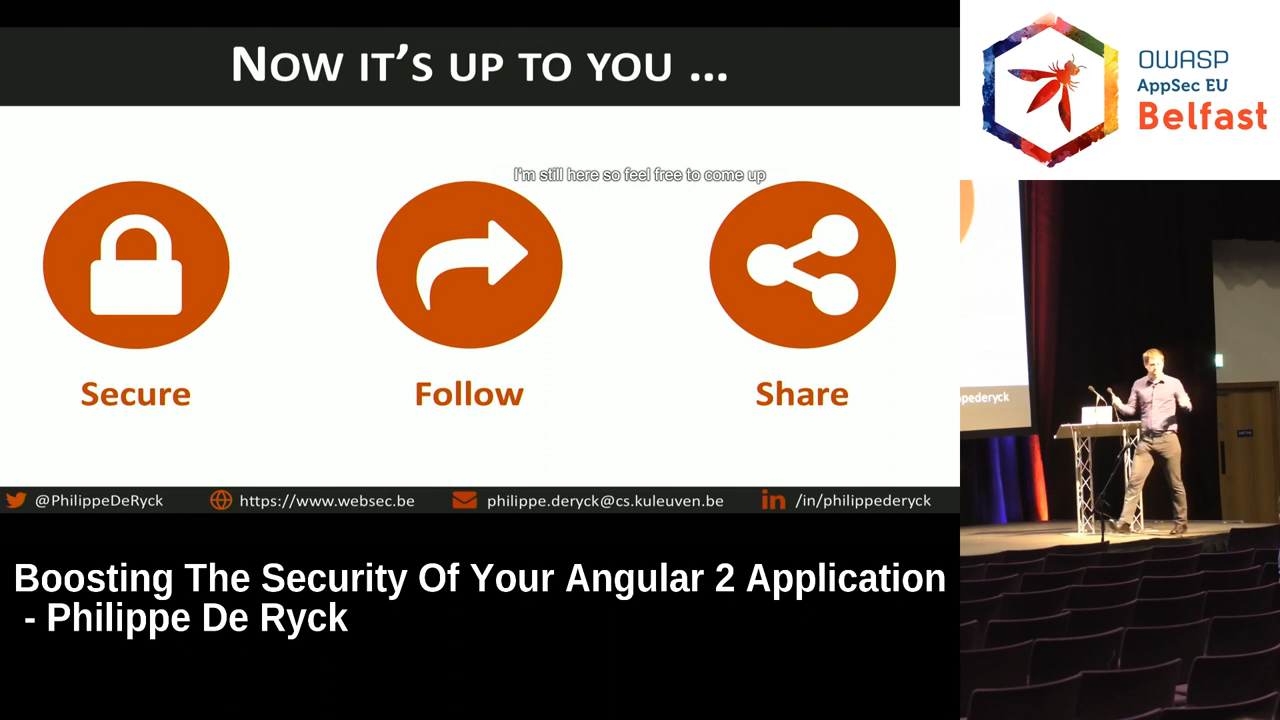 NOW IT'S UP TO YOU ...
I'm still here so feel free to come up
Secure
Follow
Share
@PhilippeDeRyck
https://www.websec.be
philippe.deryck@cs.kuleuven.be
/in/philippederyck
Boosting The Security Of Your Angular 2 Application
- Philippe De Ryck
OWASP
AppSec EU
Belfast
ppederyck